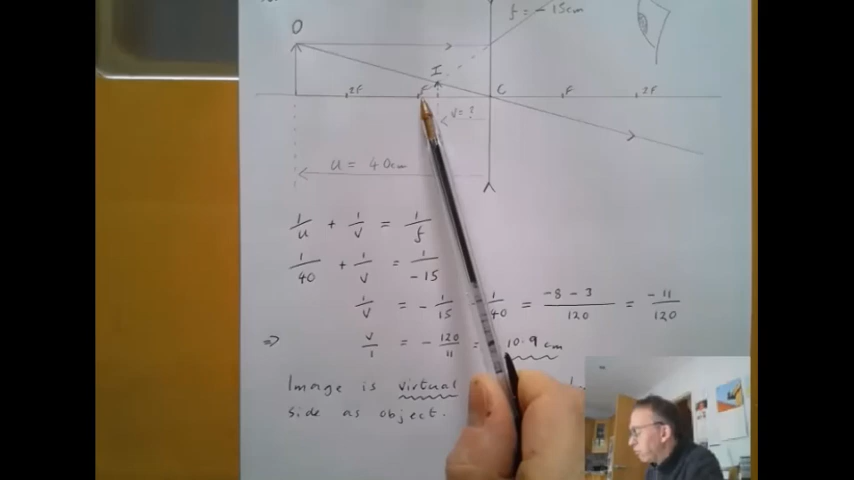 f = - 15cm
O
I
2F F C F 2F
v = ?
u = 40cm
1/u + 1/v = 1/f
1/40 + 1/v = 1/-15
1/v = - 1/15 1/40 = -8 - 3/120 = -11/120
=> v/1 = - 120/11 = 10.9 cm
Image is virtual
side as object.